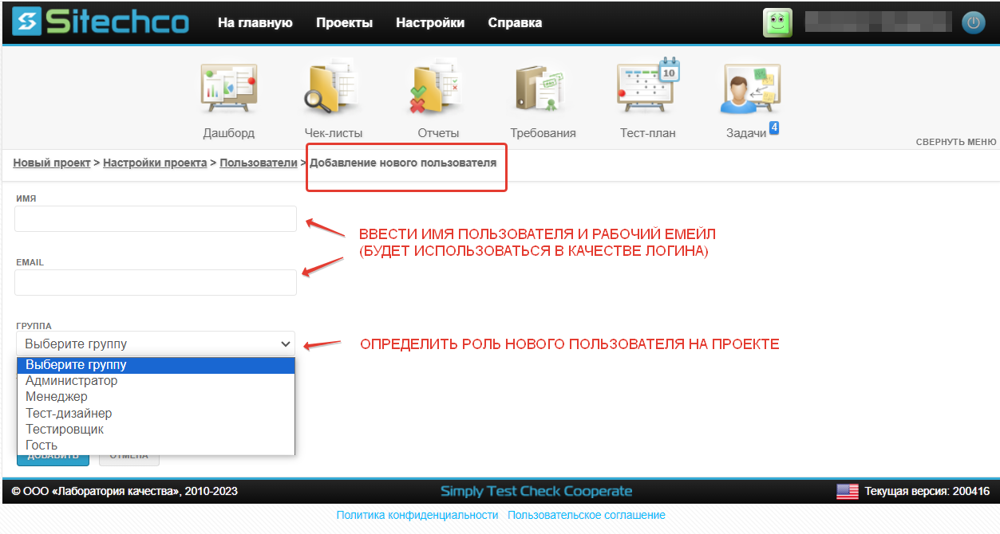 Sitechco
На главную Проекты Настройки Справка
10
Дашборд Чек-листы Отчеты Требования Тест-план Задачи 4
СВЕРНУТЬ МЕНЮ
Новый проект > Настройки проекта > Пользователи > Добавление нового пользователя
ИМЯ
ВВЕСТИ ИМЯ ПОЛЬЗОВАТЕЛЯ И РАБОЧИЙ ЕМЕЙЛ
(БУДЕТ ИСПОЛЬЗОВАТЬСЯ В КАЧЕСТВЕ ЛОГИНА)
EMAIL
ГРУППА
Выберите группу
ОПРЕДЕЛИТЬ РОЛЬ НОВОГО ПОЛЬЗОВАТЕЛЯ НА ПРОЕКТЕ
Выберите группу
Администратор
Менеджер
Тест-дизайнер
Тестировщик
Гость
ДОБАВИТЬ ОТМЕНА
© ООО «Лаборатория качества», 2010-2023 Simply Test Check Cooperate Текущая версия: 200416
Политика конфиденциальности Пользовательское соглашение